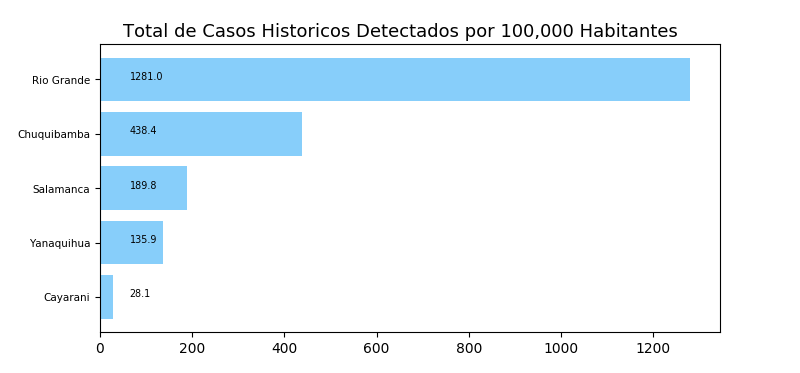 Total de Casos Historicos Detectados por 100,000 Habitantes
Rio Grande 1281.0
Chuquibamba 438.4
Salamanca 189.8
Yanaquihua 135.9
Cayarani 28.1
0 200 400 600 800 1000 1200